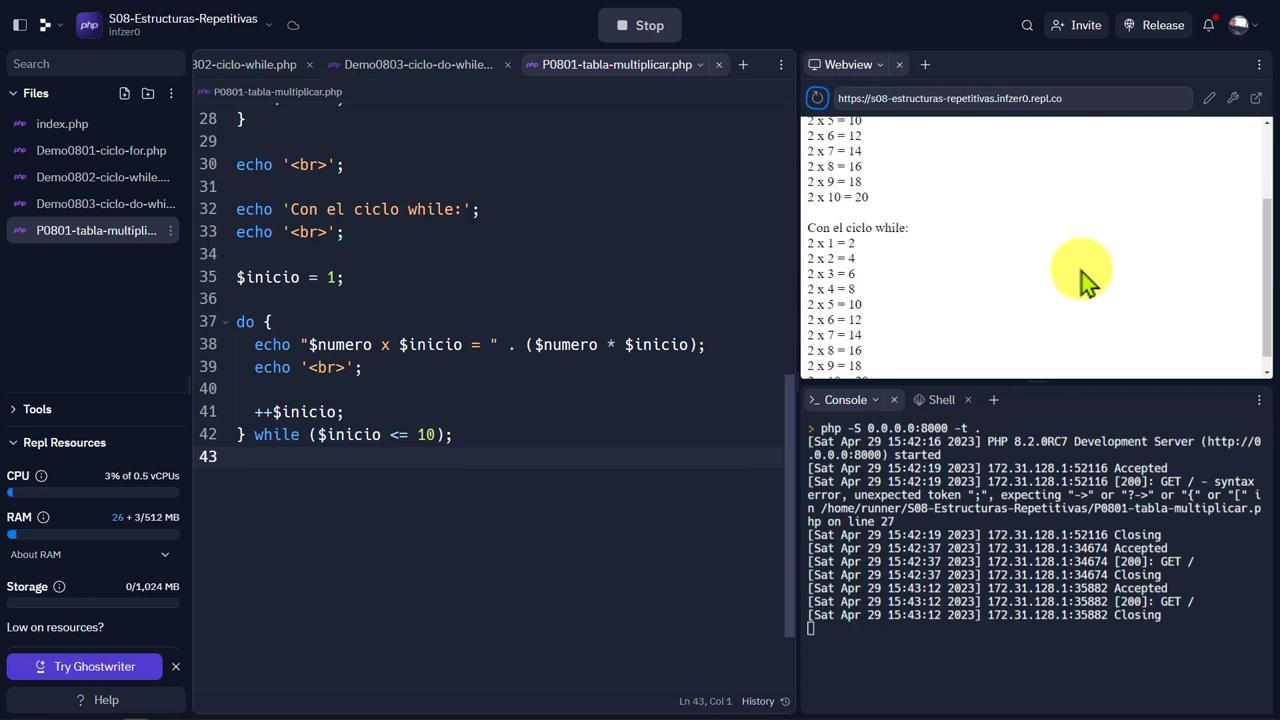 S08-Estructuras-Repetitivas
infzer0
php
Stop
Invite
Release
Search
Files
php index.php
php Demo0801-ciclo-for.php
php Demo0802-ciclo-while....
php Demo0803-ciclo-do-whi...
php P0801-tabla-multipli...
Tools
Repl Resources
CPU 3% of 0.5 vCPUs
RAM 26 + 3/512 MB
About RAM
Storage 0/1,024 MB
Low on resources?
Try Ghostwriter
? Help
802-ciclo-while.php
php Demo0803-ciclo-do-while...
php P0801-tabla-multiplicar.php
php P0801-tabla-multiplicar.php
28 }
29
30 echo '<br>';
31
32 echo 'Con el ciclo while:';
33 echo '<br>';
34
35 $inicio = 1;
36
37 do {
38 echo "$numero x $inicio = " . ($numero * $inicio);
39 echo '<br>';
40
41 ++$inicio;
42 } while ($inicio <= 10);
43
Ln 43, Col 1 History
Webview
https://s08-estructuras-repetitivas.infzer0.repl.co
2 x 5 = 10
2 x 6 = 12
2 x 7 = 14
2 x 8 = 16
2 x 9 = 18
2 x 10 = 20
Con el ciclo while:
2 x 1 = 2
2 x 2 = 4
2 x 3 = 6
2 x 4 = 8
2 x 5 = 10
2 x 6 = 12
2 x 7 = 14
2 x 8 = 16
2 x 9 = 18
Console
Shell
> php -S 0.0.0.0:8000 -t .
[Sat Apr 29 15:42:16 2023] PHP 8.2.0RC7 Development Server (http://0
.0.0.0:8000) started
[Sat Apr 29 15:42:19 2023] 172.31.128.1:52116 Accepted
[Sat Apr 29 15:42:19 2023] 172.31.128.1:52116 [200]: GET / - syntax
error, unexpected token ";", expecting "->" or "?->" or "{" or "[" i
n /home/runner/S08-Estructuras-Repetitivas/P0801-tabla-multiplicar.p
hp on line 27
[Sat Apr 29 15:42:19 2023] 172.31.128.1:52116 Closing
[Sat Apr 29 15:42:37 2023] 172.31.128.1:34674 Accepted
[Sat Apr 29 15:42:37 2023] 172.31.128.1:34674 [200]: GET /
[Sat Apr 29 15:42:37 2023] 172.31.128.1:34674 Closing
[Sat Apr 29 15:43:12 2023] 172.31.128.1:35882 Accepted
[Sat Apr 29 15:43:12 2023] 172.31.128.1:35882 [200]: GET /
[Sat Apr 29 15:43:12 2023] 172.31.128.1:35882 Closing